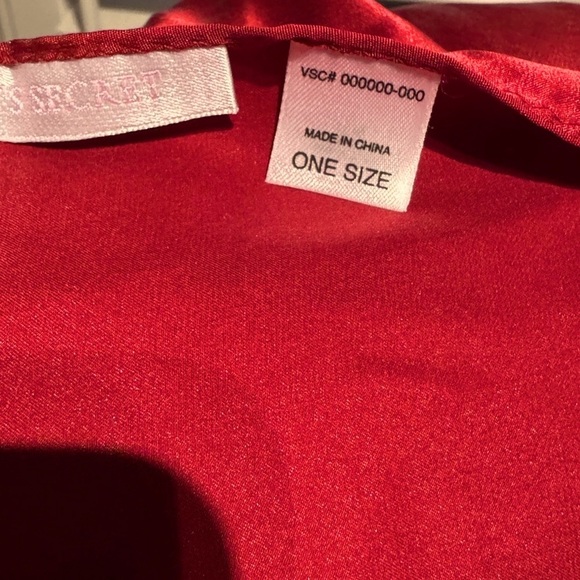 'S SECRET
VSC# 000000-000
MADE IN CHINA
ONE SIZE